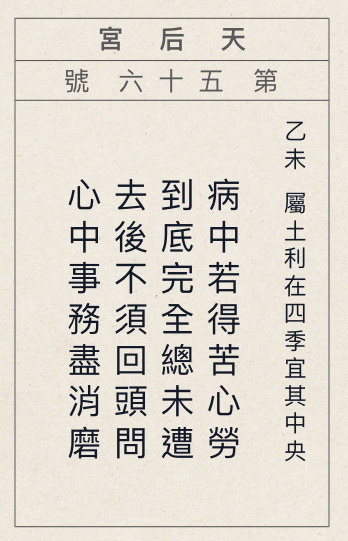 天后宮
第五十六號
乙未 屬土利在四季宜其中央
病中若得苦心勞
到底完全總未遭
去後不須回頭問
心中事務盡消磨